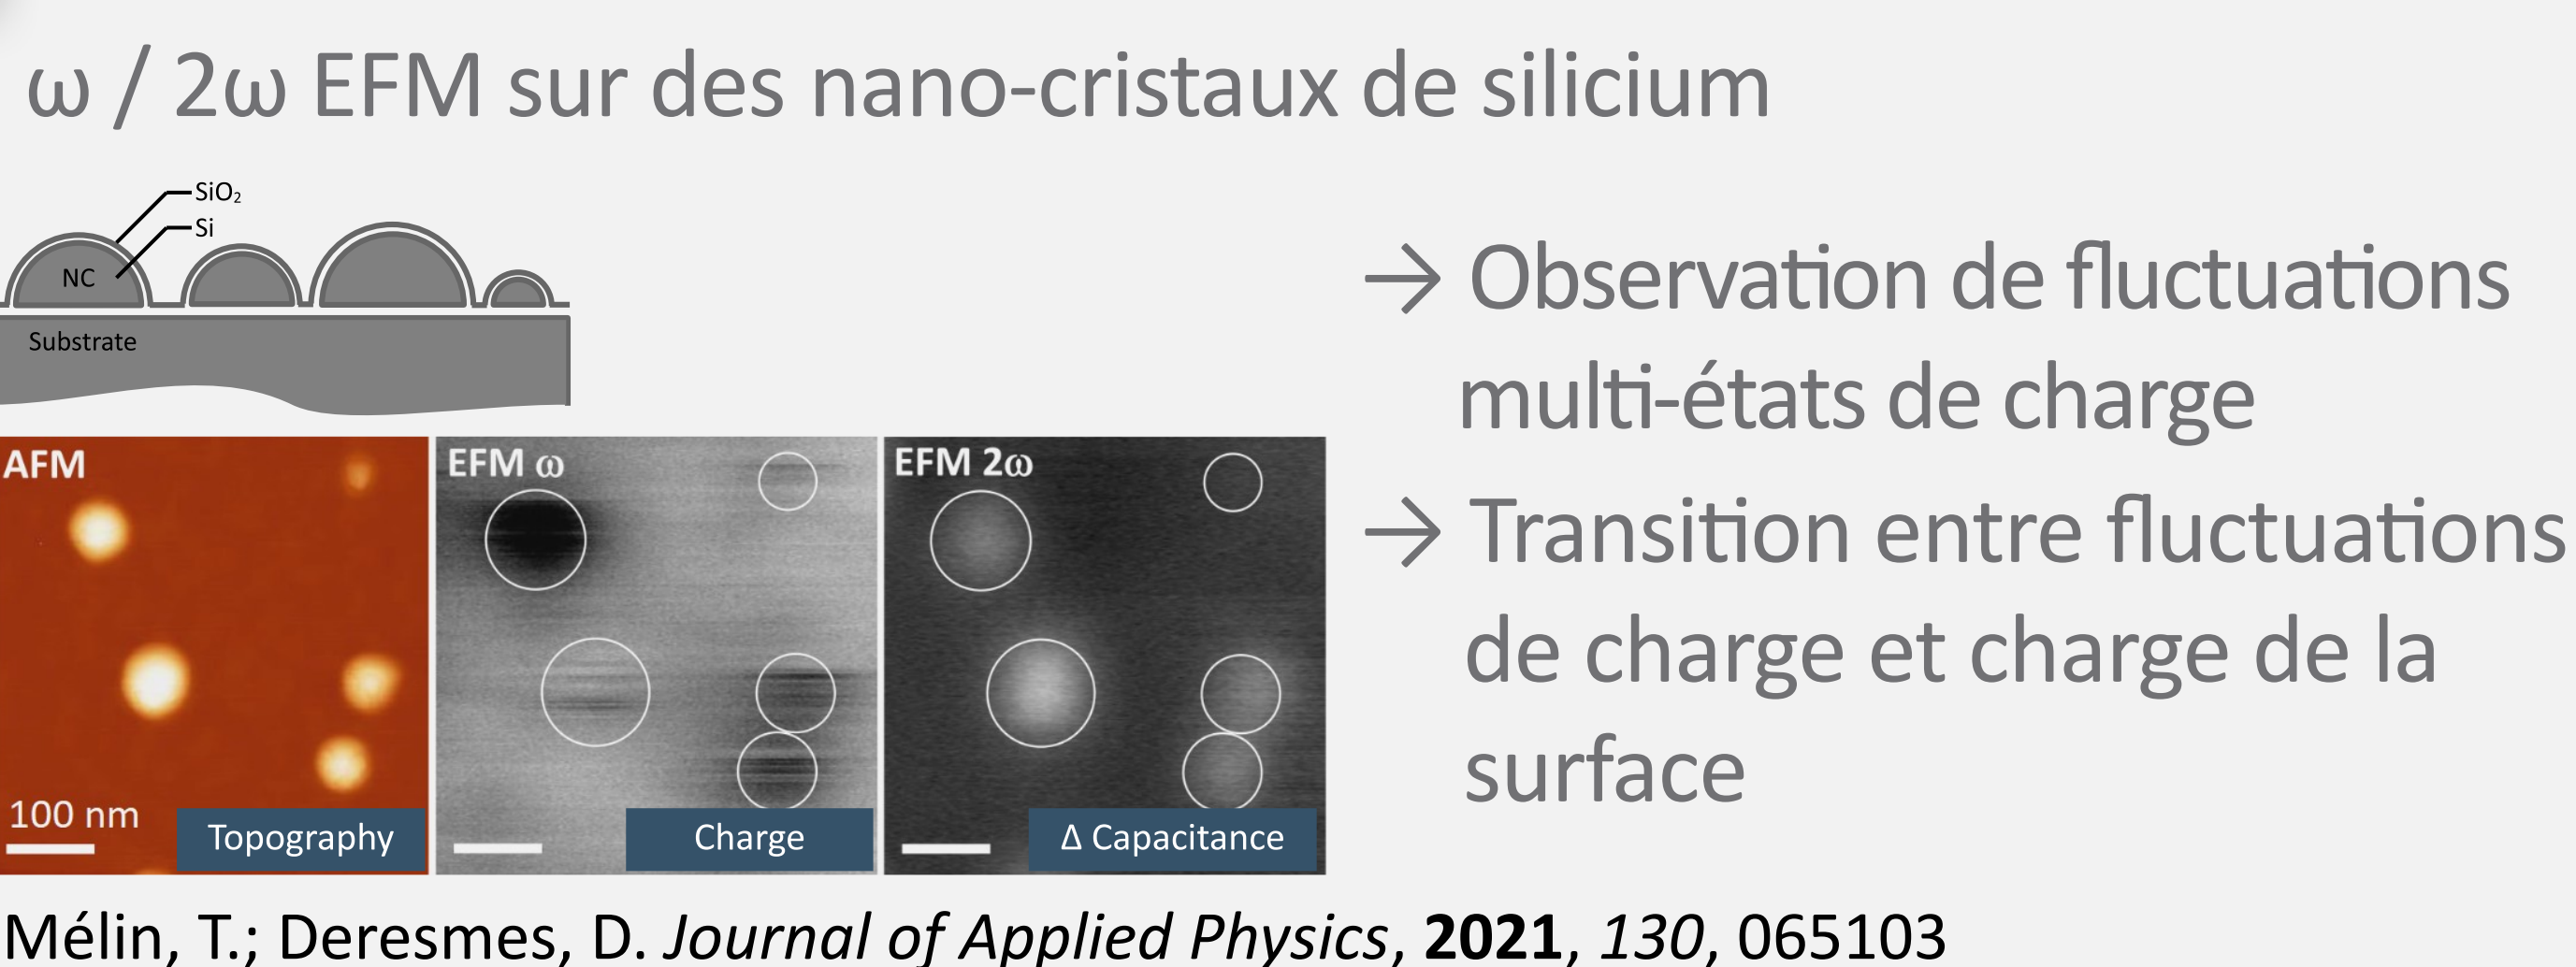 ω / 2ω EFM sur des nano-cristaux de silicium
SiO₂
Si
NC
Substrate
→ Observation de fluctuations
multi-états de charge
→ Transition entre fluctuations
de charge et charge de la
surface
AFM
100 nm
Topography
EFM ω
Charge
EFM 2ω
Δ Capacitance
Mélin, T.; Deresmes, D. Journal of Applied Physics, 2021, 130, 065103